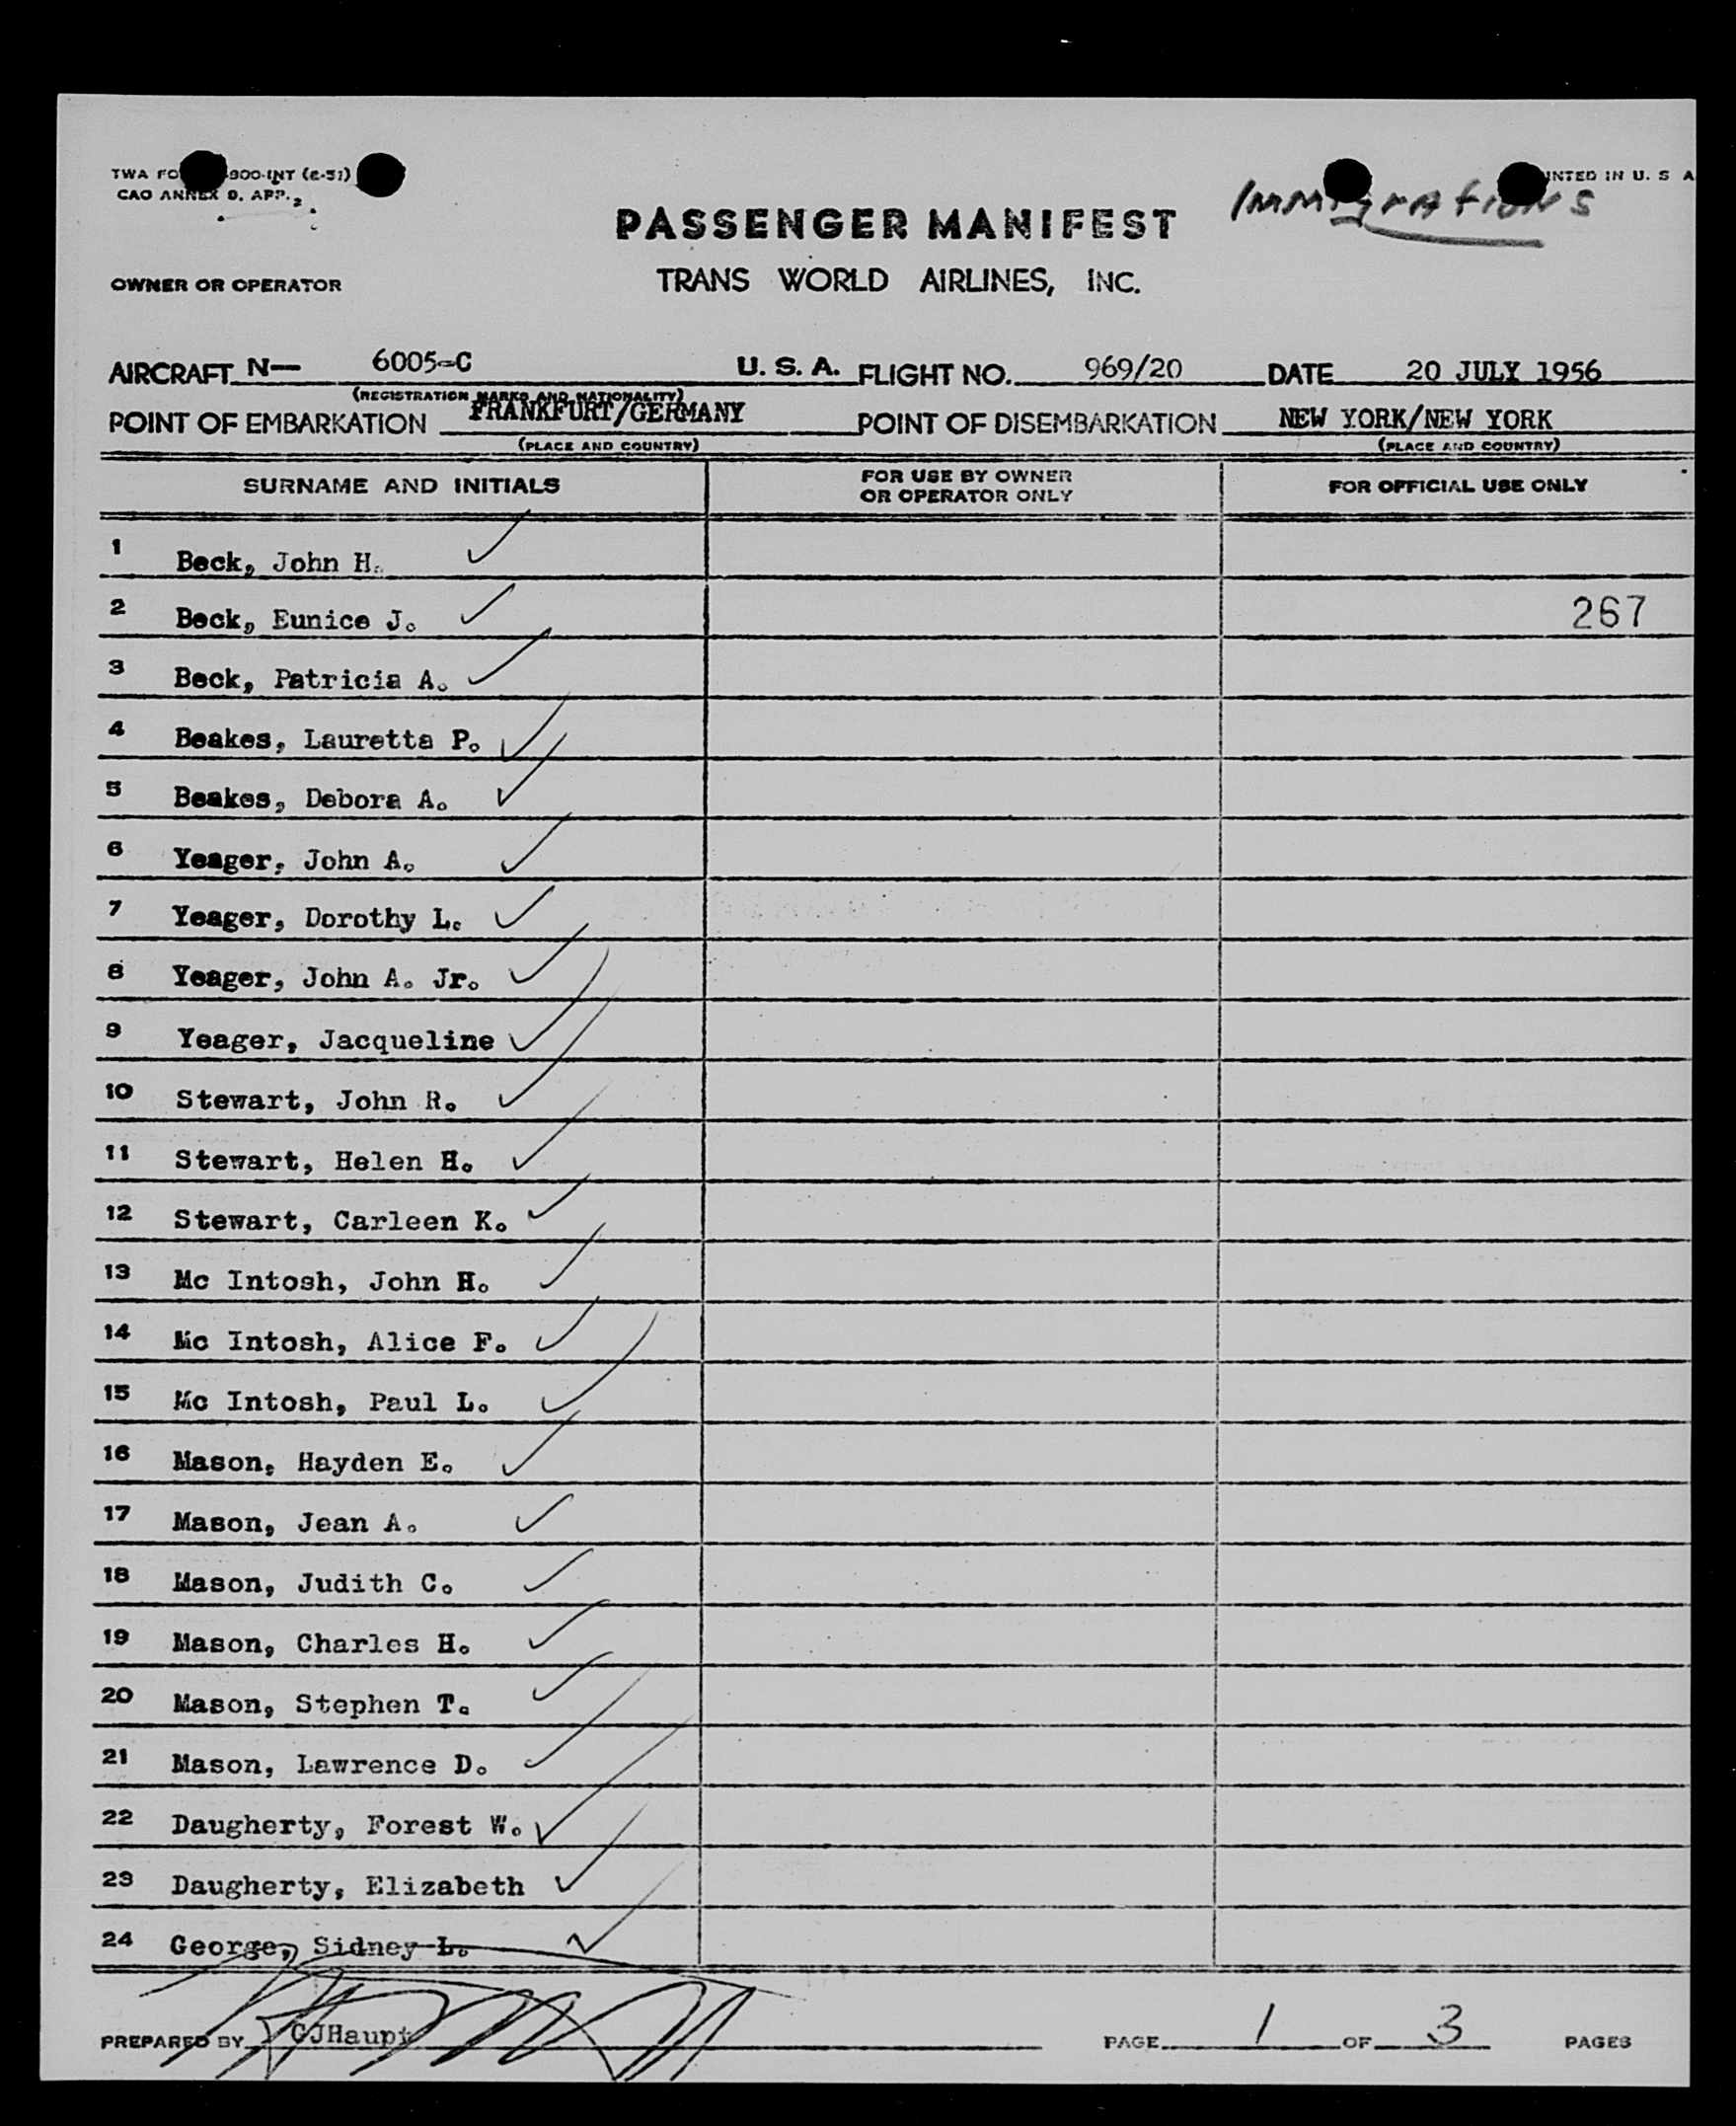 TWA FO 900-INT (6-51)
CAO ANNEX 9, APP. 2
INTED IN U. S A
IMMIGRATIONS
PASSENGER MANIFEST
OWNER OR OPERATOR TRANS WORLD AIRLINES, INC.
AIRCRAFT N— 6005-C U. S. A. FLIGHT NO. 969/20 DATE 20 JULY 1956
(REGISTRATION MARKS AND NATIONALITY)
POINT OF EMBARKATION FRANKFURT/GERMANY POINT OF DISEMBARKATION NEW YORK/NEW YORK
(PLACE AND COUNTRY) (PLACE AND COUNTRY)
SURNAME AND INITIALS FOR USE BY OWNER OR OPERATOR ONLY FOR OFFICIAL USE ONLY
1 Beck, John H.
2 Beck, Eunice J. 267
3 Beck, Patricia A.
4 Beakes, Lauretta P.
5 Beakes, Debora A.
6 Yeager, John A.
7 Yeager, Dorothy L.
8 Yeager, John A. Jr.
9 Yeager, Jacqueline
10 Stewart, John R.
11 Stewart, Helen H.
12 Stewart, Carleen K.
13 Mc Intosh, John H.
14 Mc Intosh, Alice F.
15 Mc Intosh, Paul L.
16 Mason, Hayden E.
17 Mason, Jean A.
18 Mason, Judith C.
19 Mason, Charles H.
20 Mason, Stephen T.
21 Mason, Lawrence D.
22 Daugherty, Forest W.
23 Daugherty, Elizabeth
24 George, Sidney L.
PREPARED BY GJHaupt PAGE 1 OF 3 PAGES